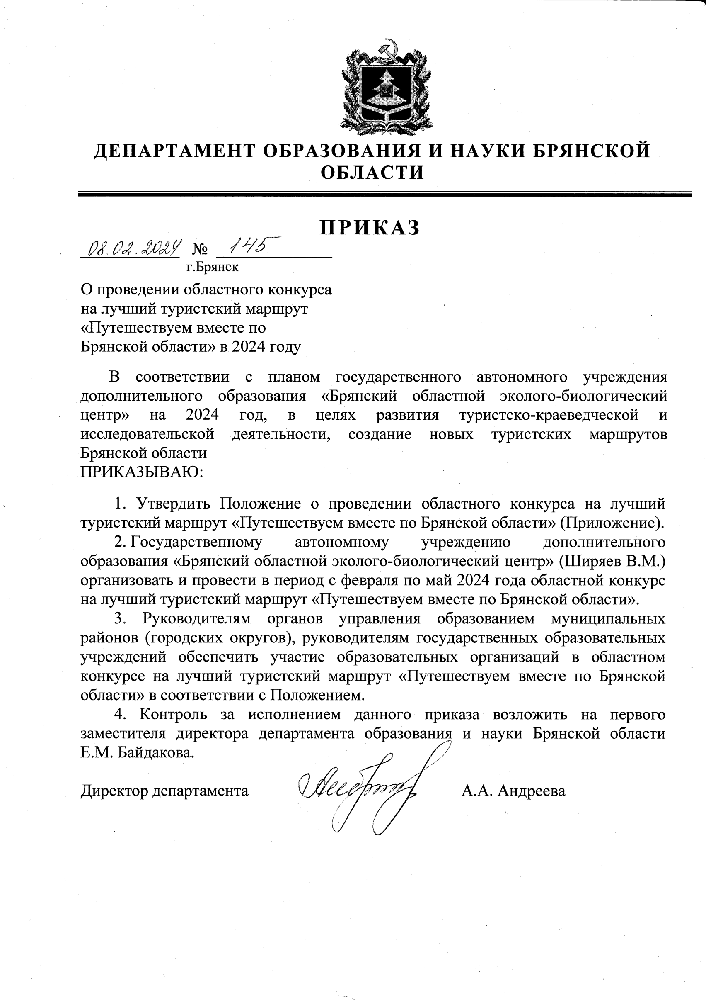 ДЕПАРТАМЕНТ ОБРАЗОВАНИЯ И НАУКИ БРЯНСКОЙ
ОБЛАСТИ
ПРИКАЗ
08.02.2024 № 145
г.Брянск
О проведении областного конкурса
на лучший туристский маршрут
«Путешествуем вместе по
Брянской области» в 2024 году
В соответствии с планом государственного автономного учреждения
дополнительного образования «Брянский областной эколого-биологический
центр» на 2024 год, в целях развития туристско-краеведческой и
исследовательской деятельности, создание новых туристских маршрутов
Брянской области
ПРИКАЗЫВАЮ:
1. Утвердить Положение о проведении областного конкурса на лучший
туристский маршрут «Путешествуем вместе по Брянской области» (Приложение).
2. Государственному автономному учреждению дополнительного
образования «Брянский областной эколого-биологический центр» (Ширяев В.М.)
организовать и провести в период с февраля по май 2024 года областной конкурс
на лучший туристский маршрут «Путешествуем вместе по Брянской области».
3. Руководителям органов управления образованием муниципальных
районов (городских округов), руководителям государственных образовательных
учреждений обеспечить участие образовательных организаций в областном
конкурсе на лучший туристский маршрут «Путешествуем вместе по Брянской
области» в соответствии с Положением.
4. Контроль за исполнением данного приказа возложить на первого
заместителя директора департамента образования и науки Брянской области
Е.М. Байдакова.
Директор департамента А.А. Андреева